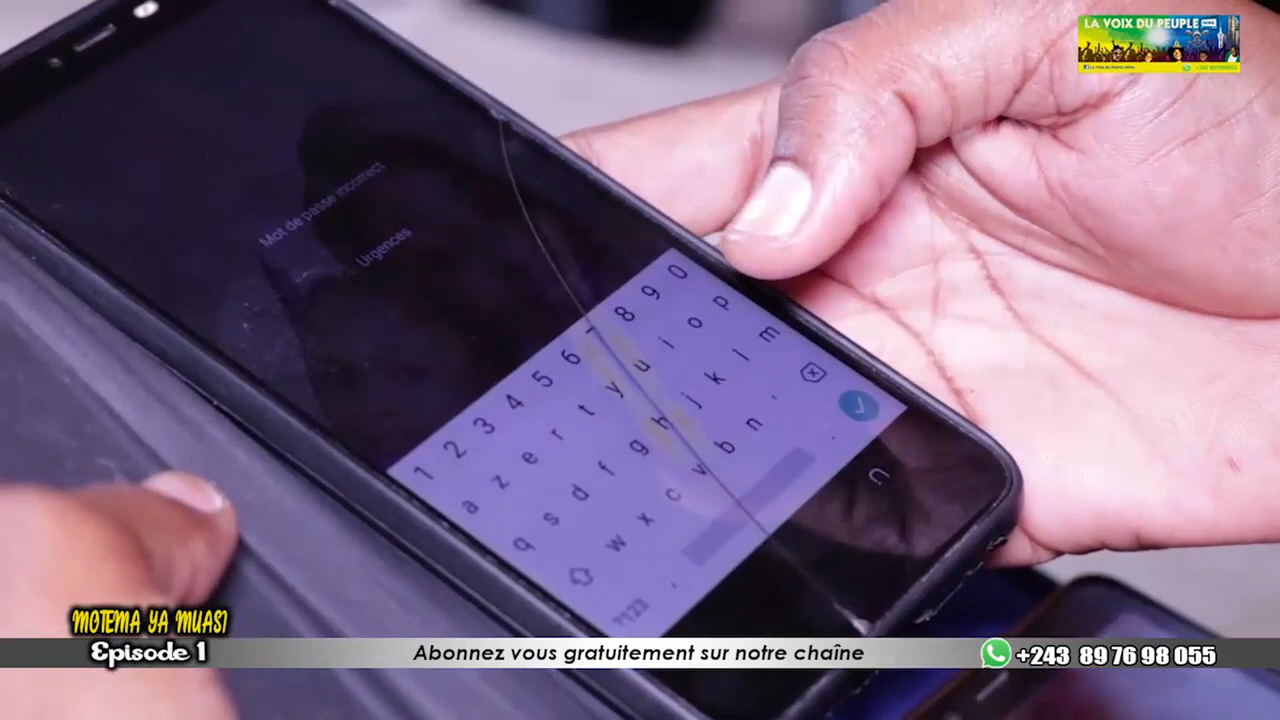 LA VOIX DU PEUPLE
Mot de passe incorrect
Urgences
1 2 3 4 5 6 7 8 9 0
a z e r t y u i o p
q s d f g h j k l m
w x c v b n '
?123 , .
MOTEMA YA MUASI
Episode 1
Abonnez vous gratuitement sur notre chaîne
+243 89 76 98 055